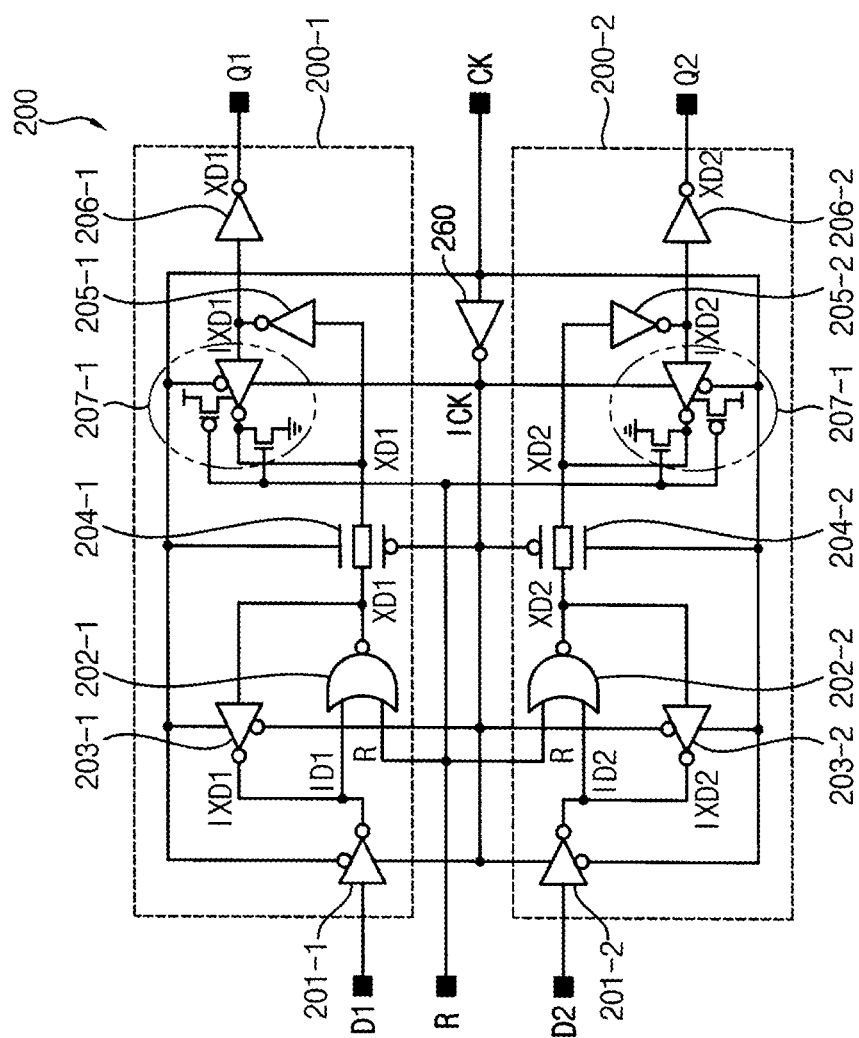 200
206-1
205-1
207-1
204-1
202-1
203-1
200-1
Q1
XD1
IXD1
XD1
XD1
IXD1
ID1
R
201-1
D1
260
CK
ICK
R
200-2
XD2
XD2
ID2
R
IXD2
IXD2
XD2
Q2
D2
201-2
203-2
202-2
204-2
207-1
205-2
206-2